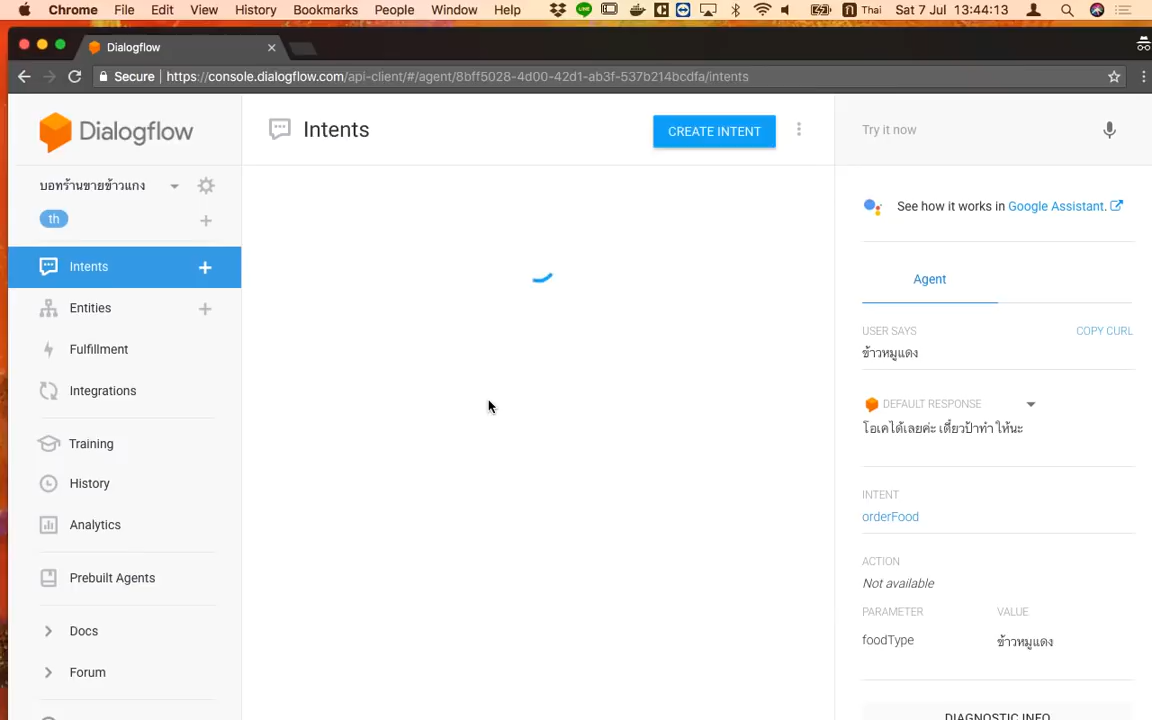 Chrome File Edit View History Bookmarks People Window Help Thai Sat 7 Jul 13:44:13
Dialogflow
Secure https://console.dialogflow.com/api-client/#/agent/8bff5028-4d00-42d1-ab3f-537b214bcdfa/intents
Dialogflow
Intents
CREATE INTENT
Try it now
บอทร้านขายข้าวแกง
th
See how it works in Google Assistant.
Intents
Agent
Entities
USER SAYS
COPY CURL
ข้าวหมูแดง
Fulfillment
Integrations
DEFAULT RESPONSE
โอเคได้เลยค่ะ เดี๋ยวป้าทำ ให้นะ
Training
History
INTENT
orderFood
Analytics
ACTION
Not available
Prebuilt Agents
PARAMETER
VALUE
foodType
ข้าวหมูแดง
Docs
Forum
DIAGNOSTIC INFO